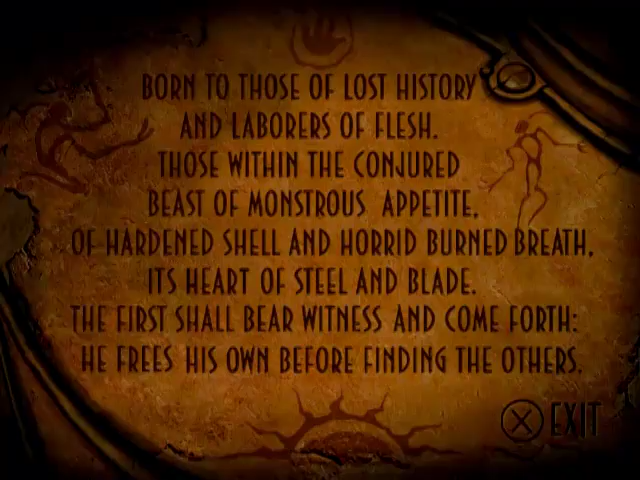 BORN TO THOSE OF LOST HISTORY
AND LABORERS OF FLESH.
THOSE WITHIN THE CONJURED
BEAST OF MONSTROUS APPETITE,
OF HARDENED SHELL AND HORRID BURNED BREATH,
ITS HEART OF STEEL AND BLADE.
THE FIRST SHALL BEAR WITNESS AND COME FORTH:
HE FREES HIS OWN BEFORE FINDING THE OTHERS.
EXIT